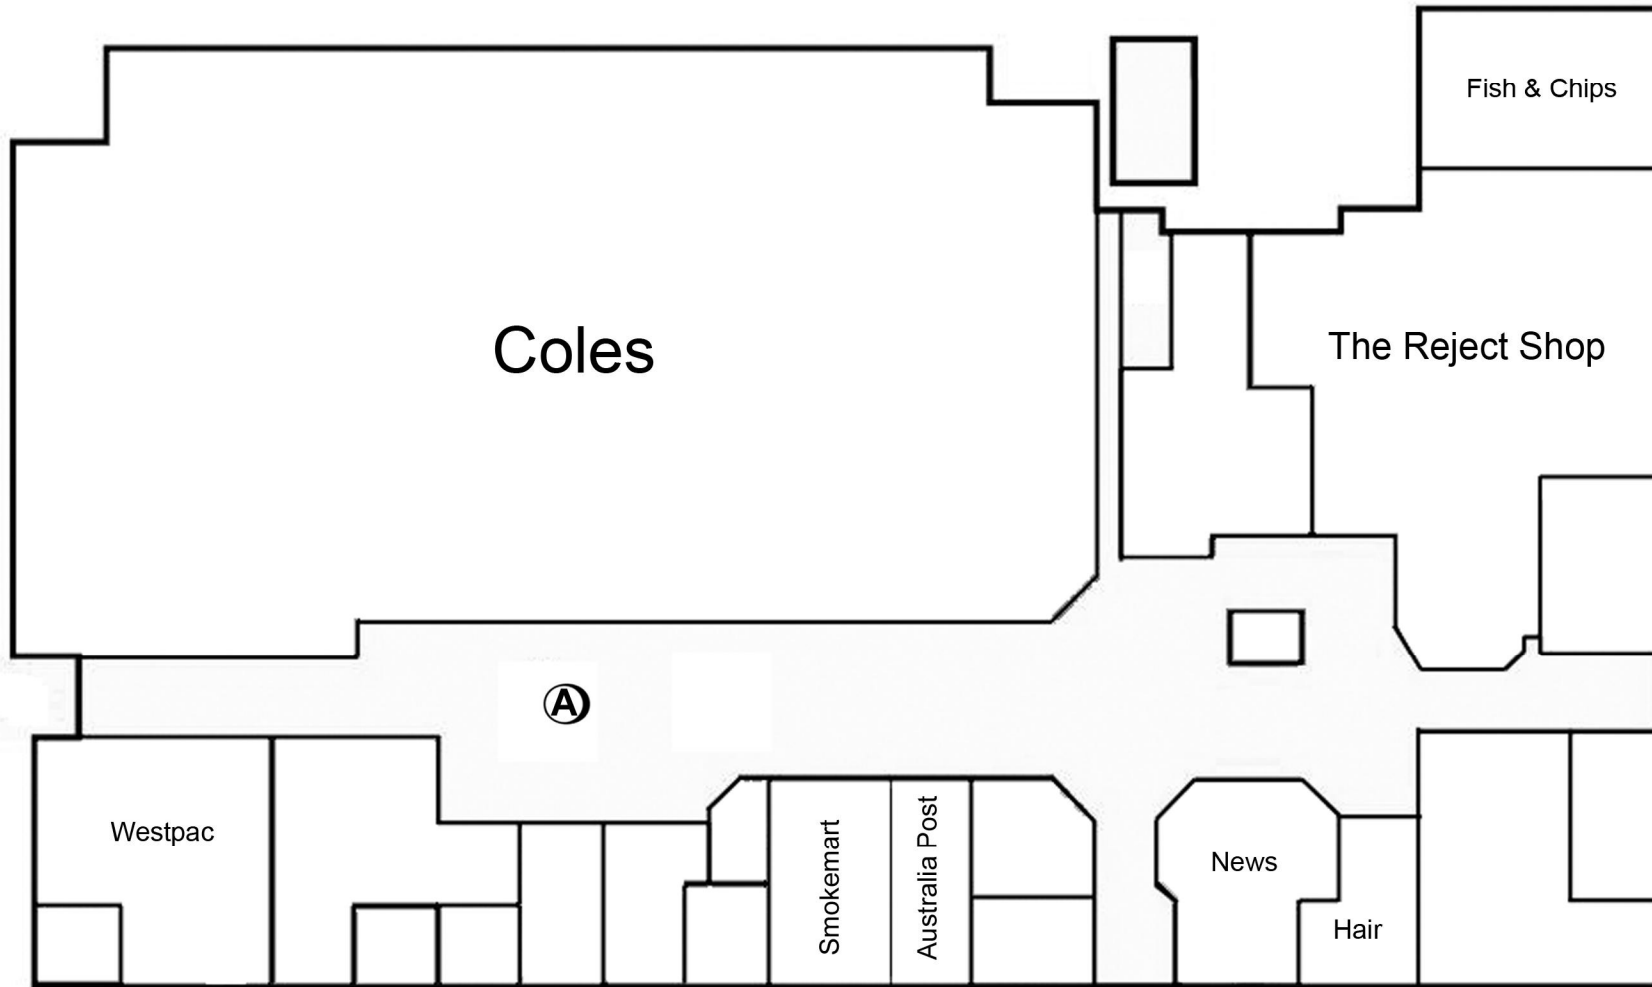 Fish & Chips
Coles
The Reject Shop
A
Westpac
Smokemart
Australia Post
News
Hair